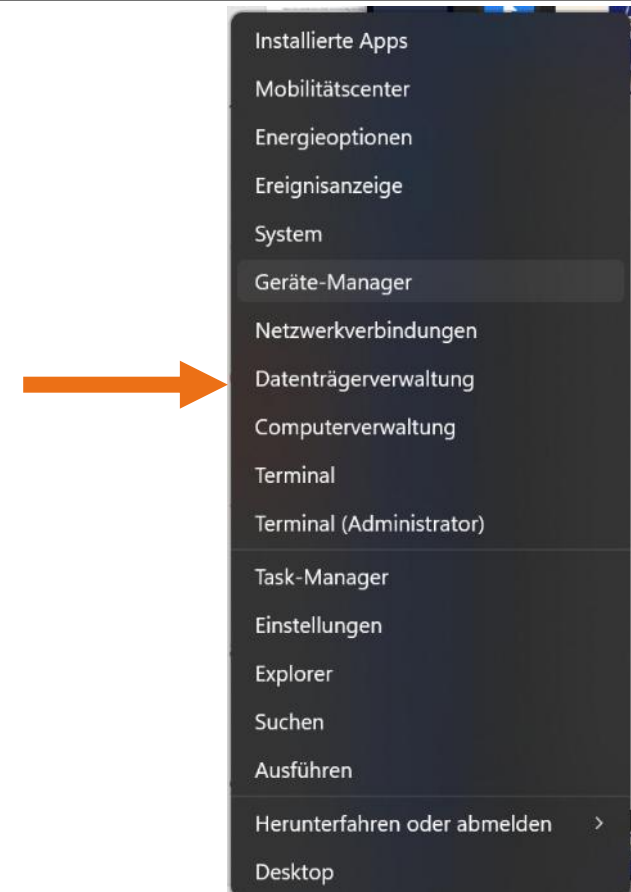 Installierte Apps
Mobilitätscenter
Energieoptionen
Ereignisanzeige
System
Geräte-Manager
Netzwerkverbindungen
Datenträgerverwaltung
Computerverwaltung
Terminal
Terminal (Administrator)
Task-Manager
Einstellungen
Explorer
Suchen
Ausführen
Herunterfahren oder abmelden
Desktop